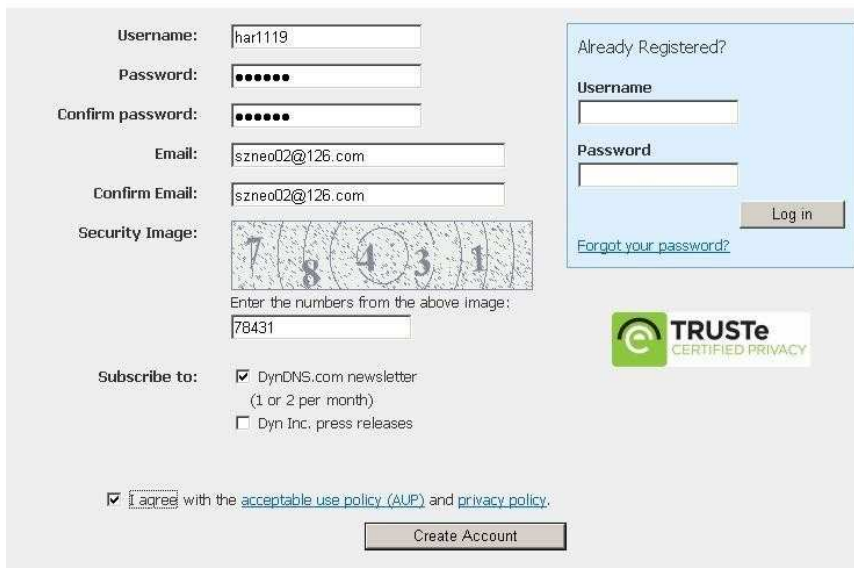 Username: har1119
Password: ●●●●●●
Confirm password: ●●●●●●
Email: szneo02@126.com
Confirm Email: szneo02@126.com
Security Image: 7 8 4 3 1
Enter the numbers from the above image:
78431
Subscribe to: DynDNS.com newsletter
(1 or 2 per month)
Dyn Inc. press releases
I agree with the acceptable use policy (AUP) and privacy policy.
Create Account
Already Registered?
Username
Password
Log in
Forgot your password?
TRUSTe
CERTIFIED PRIVACY